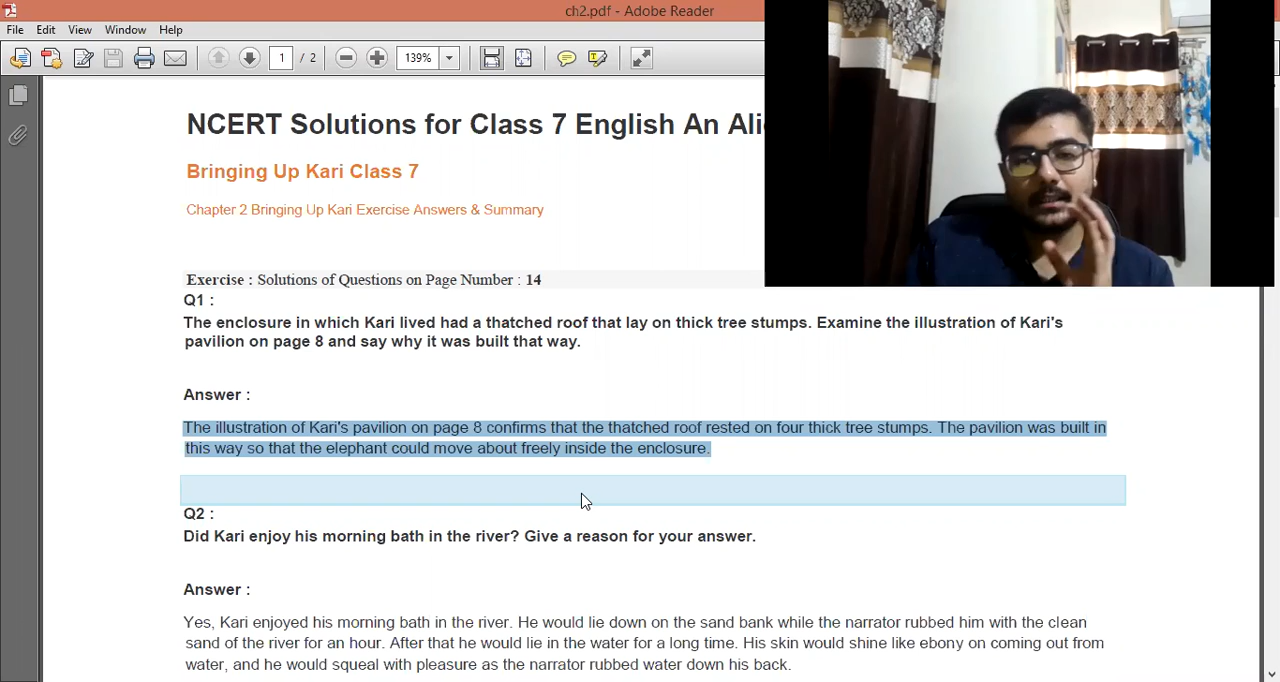 ch2.pdf - Adobe Reader
File Edit View Window Help
1 / 2 139%
NCERT Solutions for Class 7 English An
Bringing Up Kari Class 7
Chapter 2 Bringing Up Kari Exercise Answers & Summary
Exercise : Solutions of Questions on Page Number : 14
Q1 :
The enclosure in which Kari lived had a thatched roof that lay on thick tree stumps. Examine the illustration of Kari's
pavilion on page 8 and say why it was built that way.
Answer :
The illustration of Kari's pavilion on page 8 confirms that the thatched roof rested on four thick tree stumps. The pavilion was built in
this way so that the elephant could move about freely inside the enclosure.
Q2 :
Did Kari enjoy his morning bath in the river? Give a reason for your answer.
Answer :
Yes, Kari enjoyed his morning bath in the river. He would lie down on the sand bank while the narrator rubbed him with the clean
sand of the river for an hour. After that he would lie in the water for a long time. His skin would shine like ebony on coming out from
water, and he would squeal with pleasure as the narrator rubbed water down his back.